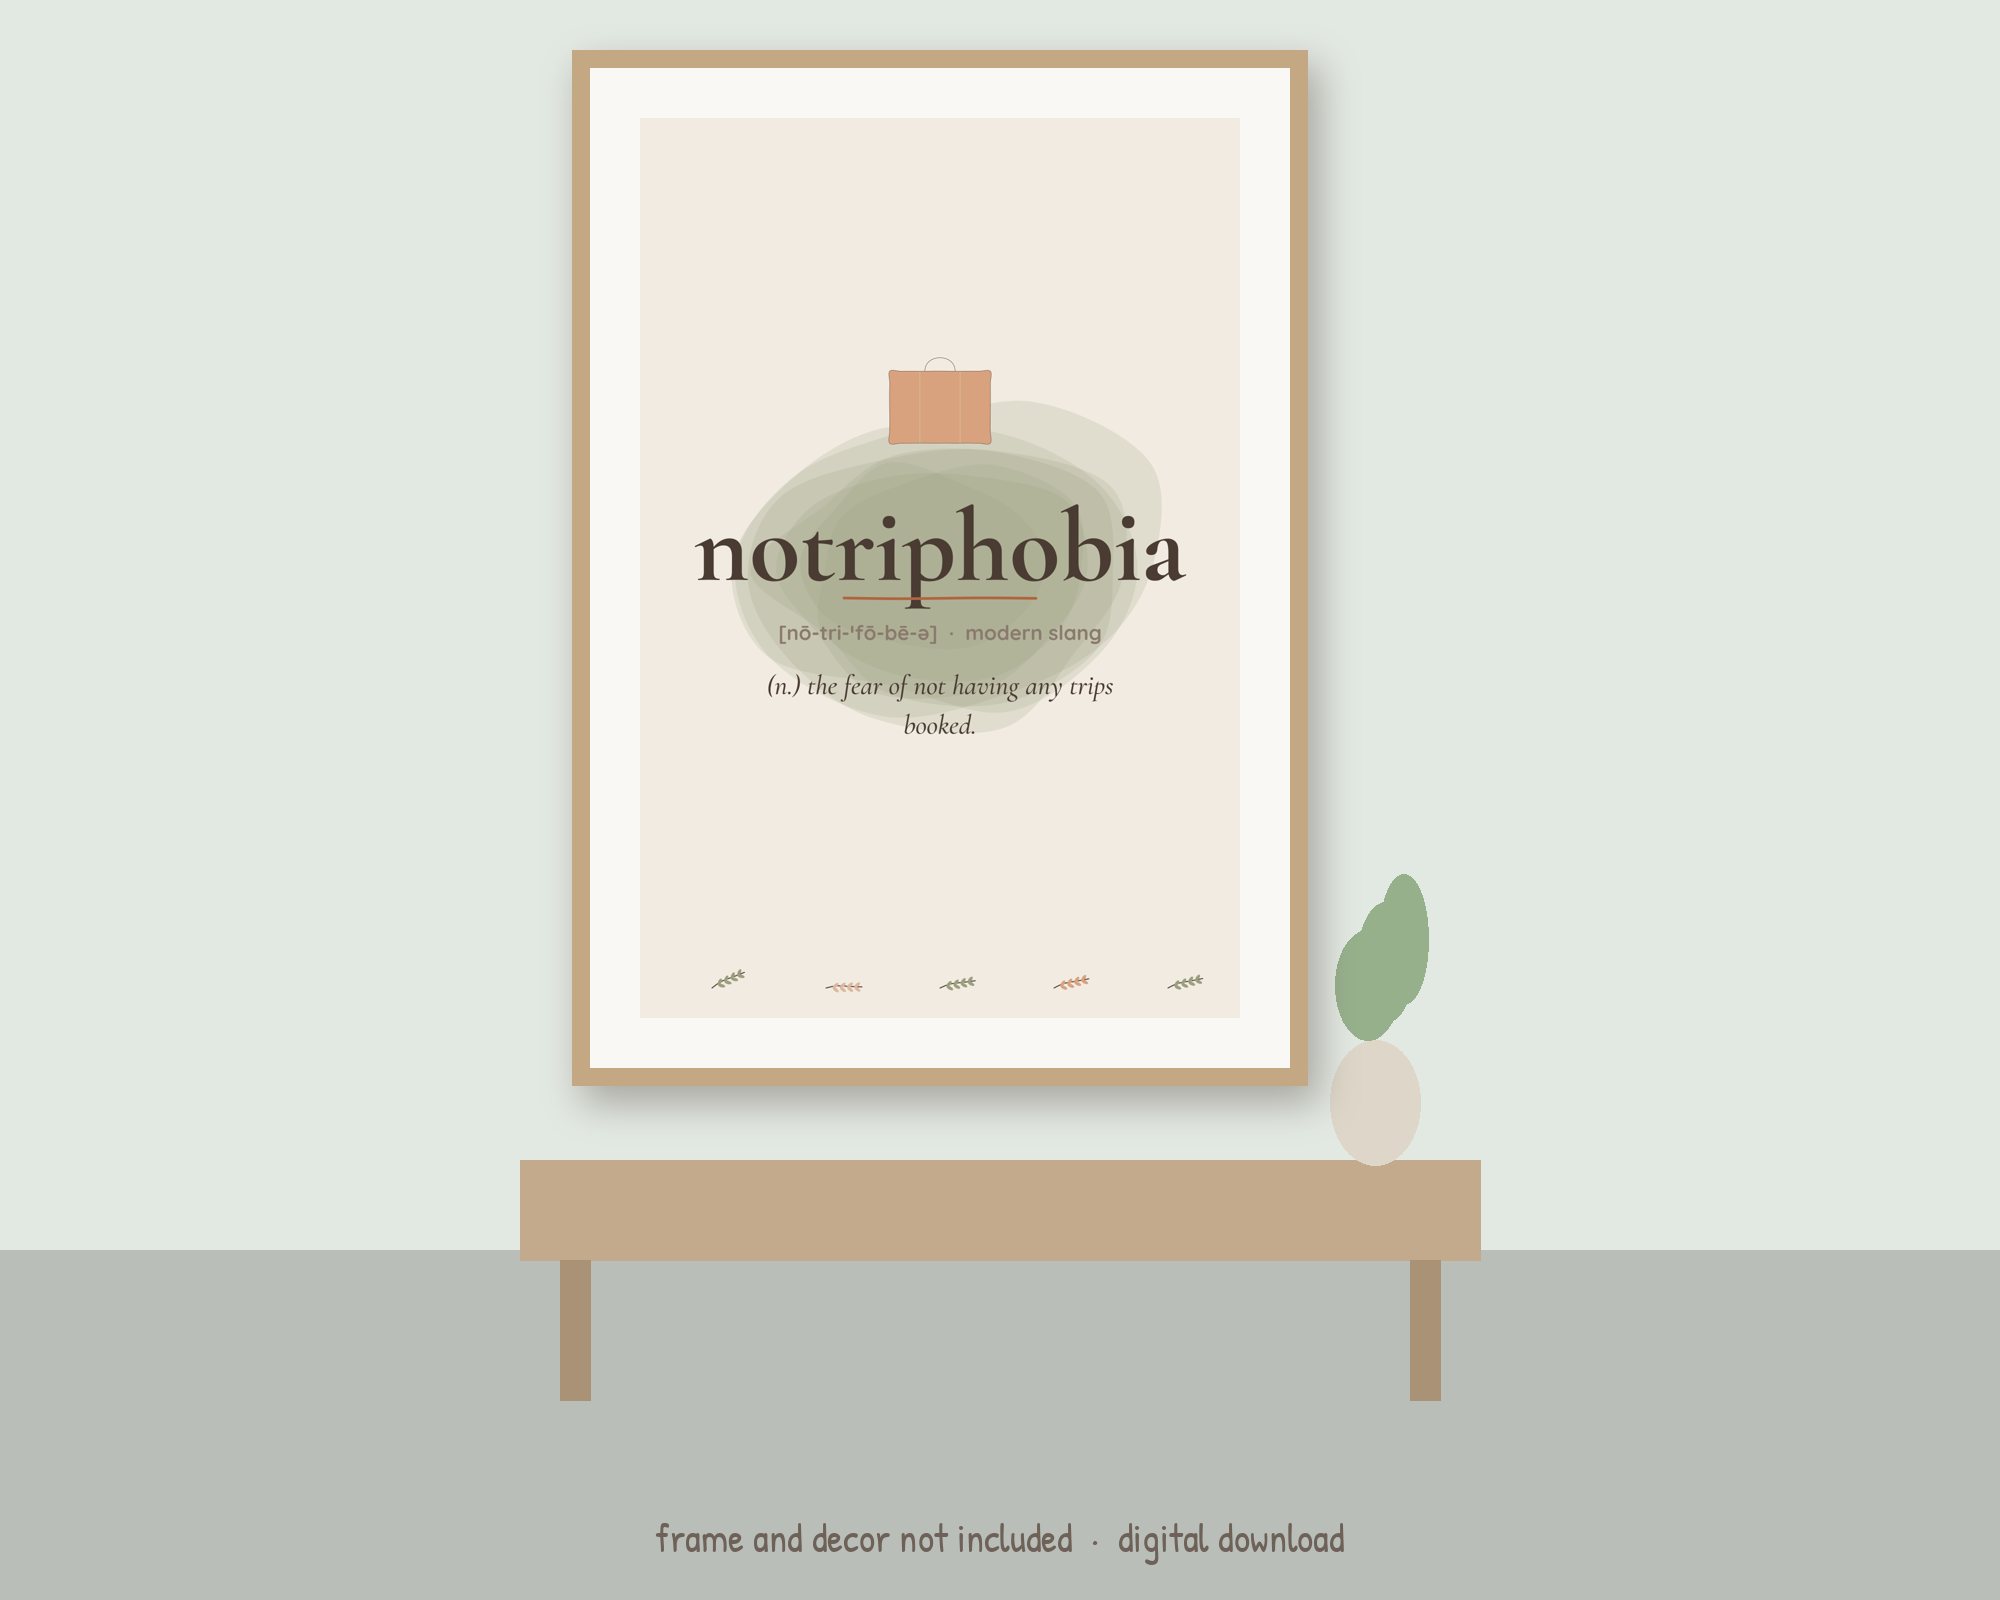 notriphobia
[nō-tri-ˈfō-bē-ə] · modern slang
(n.) the fear of not having any trips
booked.
frame and decor not included · digital download